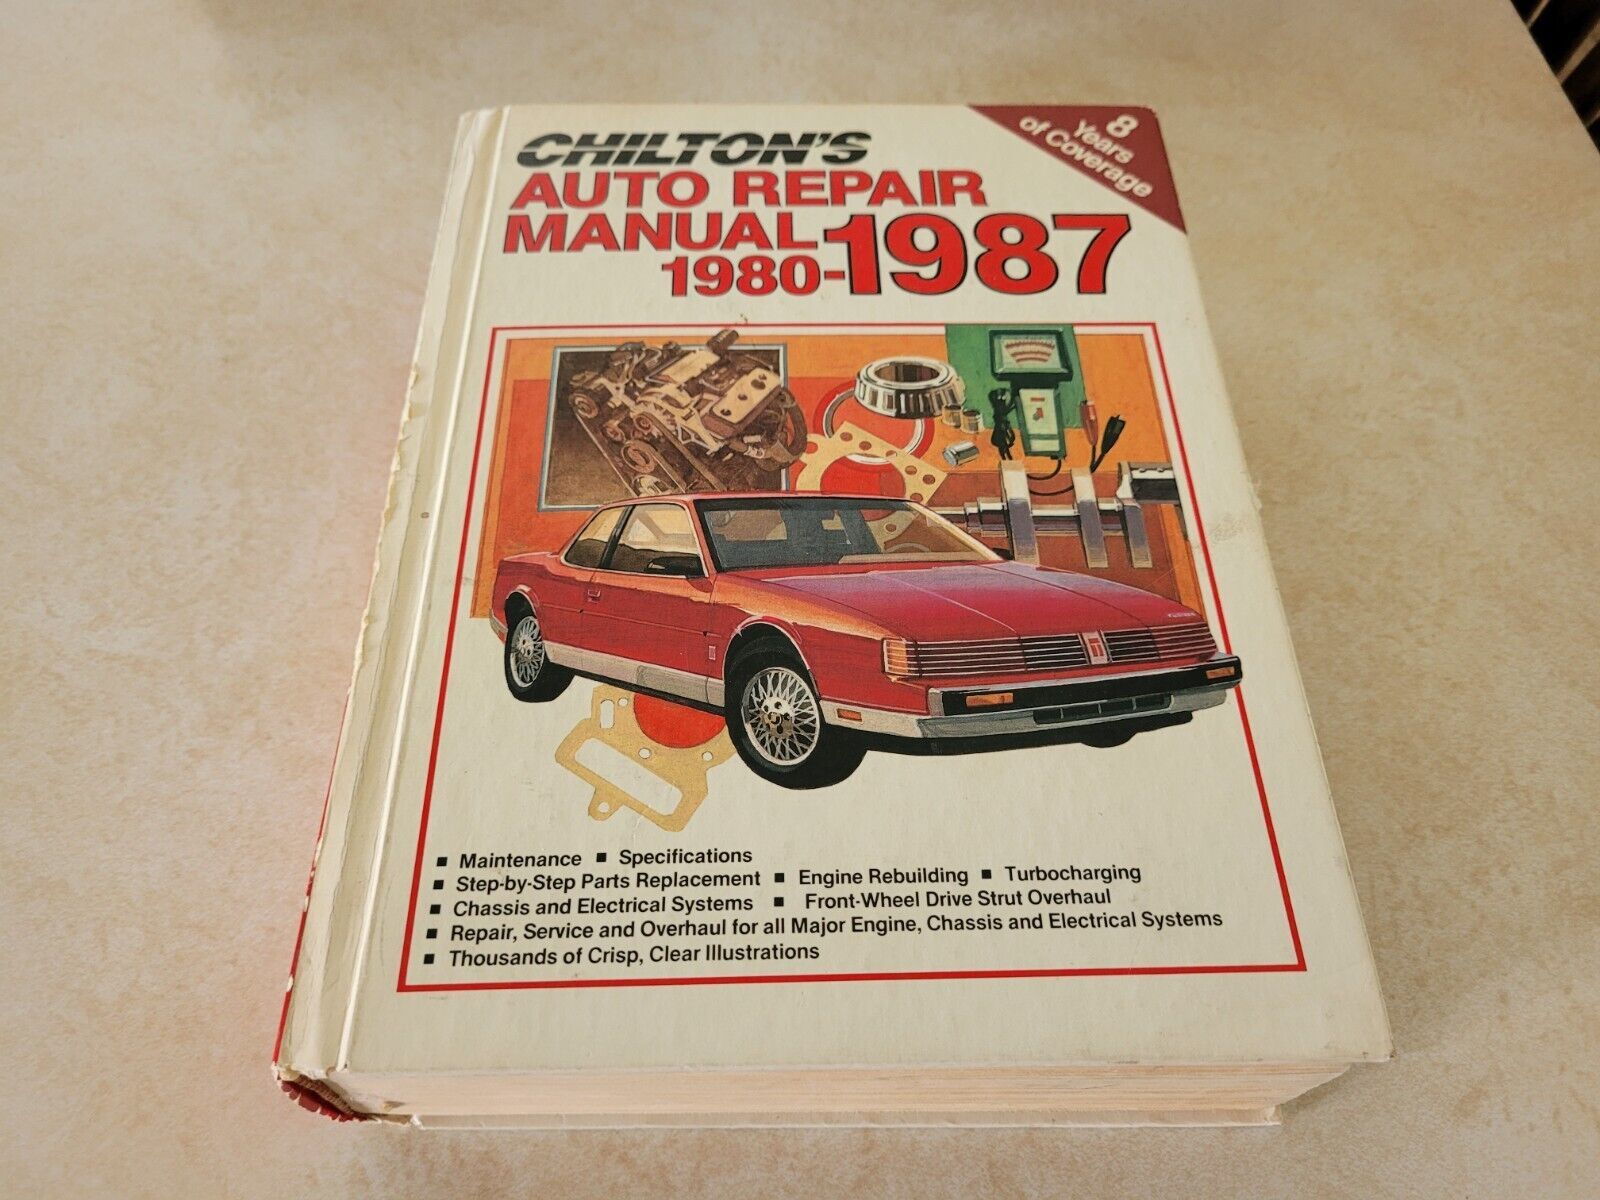 CHILTON'S
AUTO REPAIR
MANUAL
1980-1987
8
Years
of Coverage
■ Maintenance ■ Specifications
■ Step-by-Step Parts Replacement ■ Engine Rebuilding ■ Turbocharging
■ Chassis and Electrical Systems ■ Front-Wheel Drive Strut Overhaul
■ Repair, Service and Overhaul for all Major Engine, Chassis and Electrical Systems
■ Thousands of Crisp, Clear Illustrations